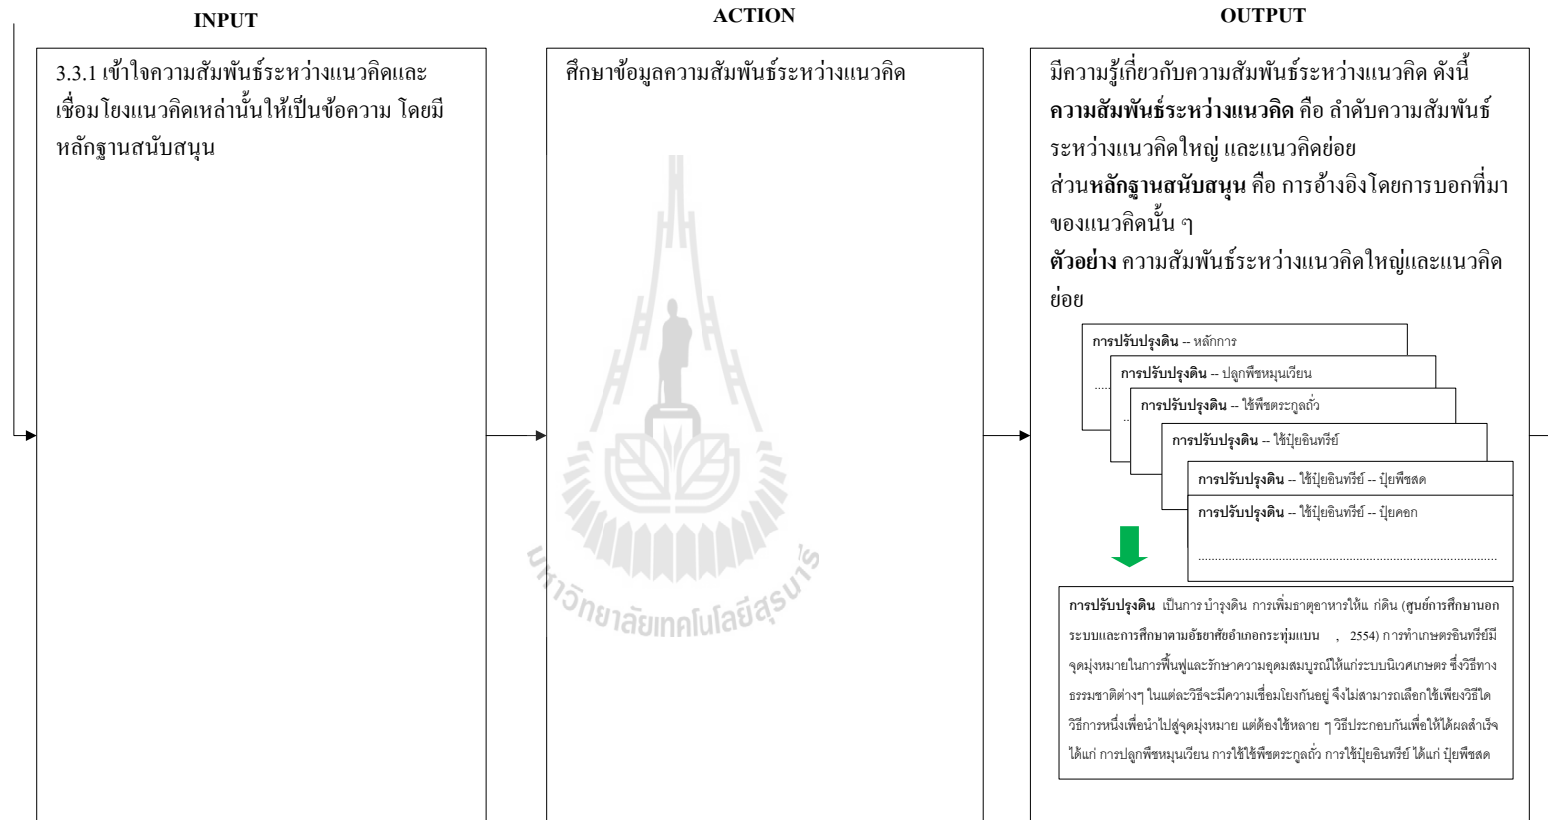 INPUT
ACTION
OUTPUT
3.3.1 เข้าใจความสัมพันธ์ระหว่างแนวคิดและ
เชื่อมโยงแนวคิดเหล่านั้นให้เป็นข้อความ โดยมี
หลักฐานสนับสนุน
ศึกษาข้อมูลความสัมพันธ์ระหว่างแนวคิด
มีความรู้เกี่ยวกับความสัมพันธ์ระหว่างแนวคิด ดังนี้
ความสัมพันธ์ระหว่างแนวคิด คือ ลำดับความสัมพันธ์
ระหว่างแนวคิดใหญ่ และแนวคิดย่อย
ส่วนหลักฐานสนับสนุน คือ การอ้างอิงโดยการบอกที่มา
ของแนวคิดนั้น ๆ
ตัวอย่าง ความสัมพันธ์ระหว่างแนวคิดใหญ่และแนวคิด
ย่อย
การปรับปรุงดิน -- หลักการ
การปรับปรุงดิน -- ปลูกพืชหมุนเวียน
การปรับปรุงดิน -- ใช้พืชตระกูลถั่ว
การปรับปรุงดิน -- ใช้ปุ๋ยอินทรีย์
การปรับปรุงดิน -- ใช้ปุ๋ยอินทรีย์ -- ปุ๋ยพืชสด
การปรับปรุงดิน -- ใช้ปุ๋ยอินทรีย์ -- ปุ๋ยคอก
การปรับปรุงดิน เป็นการบำรุงดิน การเพิ่มธาตุอาหารให้แ ก่ดิน (ศูนย์การศึกษานอก
ระบบและการศึกษาตามอัธยาศัยอำเภอกระทุ่มแบน , 2554) การทำเกษตรอินทรีย์มี
จุดมุ่งหมายในการฟื้นฟูและรักษาความอุดมสมบูรณ์ให้แก่ระบบนิเวศเกษตร ซึ่งวิธีทาง
ธรรมชาติต่างๆ ในแต่ละวิธีจะมีความเชื่อมโยงกันอยู่ จึงไม่สามารถเลือกใช้เพียงวิธีใด
วิธีการหนึ่งเพื่อนำไปสู่จุดมุ่งหมาย แต่ต้องใช้หลาย ๆ วิธีประกอบกันเพื่อให้ได้ผลสำเร็จ
ได้แก่ การปลูกพืชหมุนเวียน การใช้ใช้พืชตระกูลถั่ว การใช้ปุ๋ยอินทรีย์ ได้แก่ ปุ๋ยพืชสด
มหาวิทยาลัยเทคโนโลยีสุรนารี